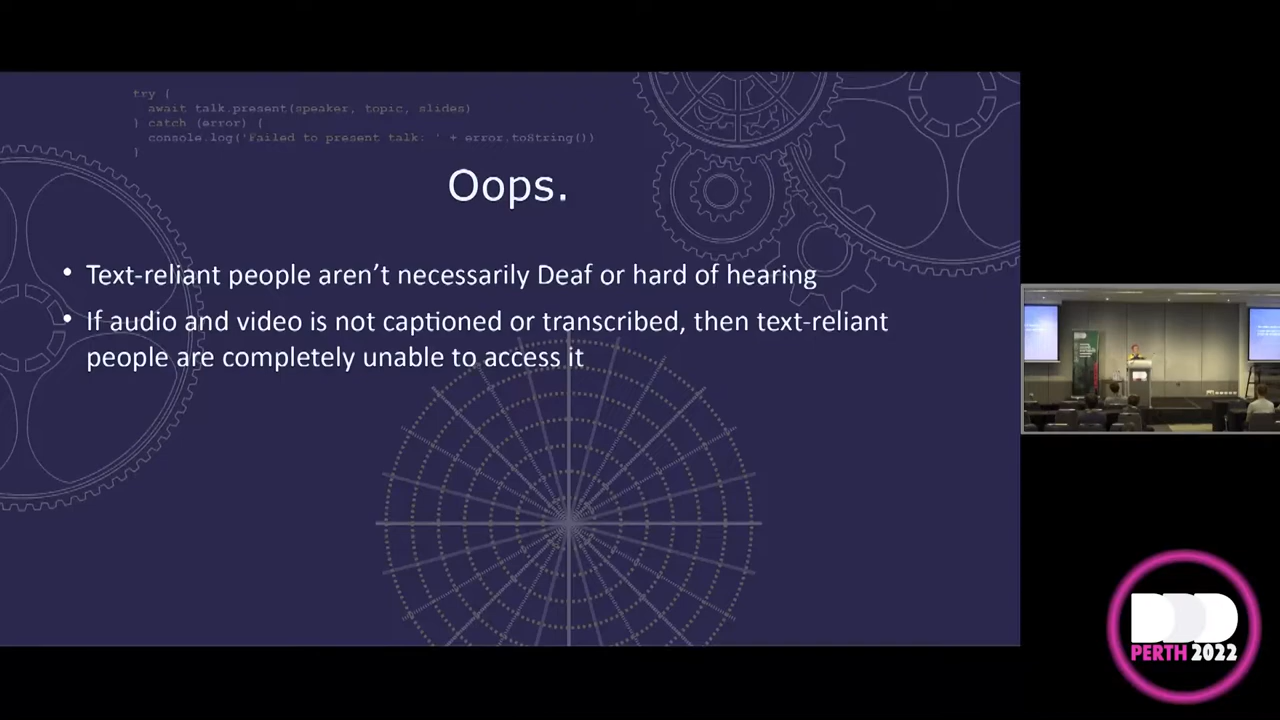 try {
await talk.present(speaker, topic, slides)
} catch (error) {
console.log('Failed to present talk: ' + error.toString())
}
Oops.
• Text-reliant people aren’t necessarily Deaf or hard of hearing
• If audio and video is not captioned or transcribed, then text-reliant
people are completely unable to access it
DDD
PERTH 2022